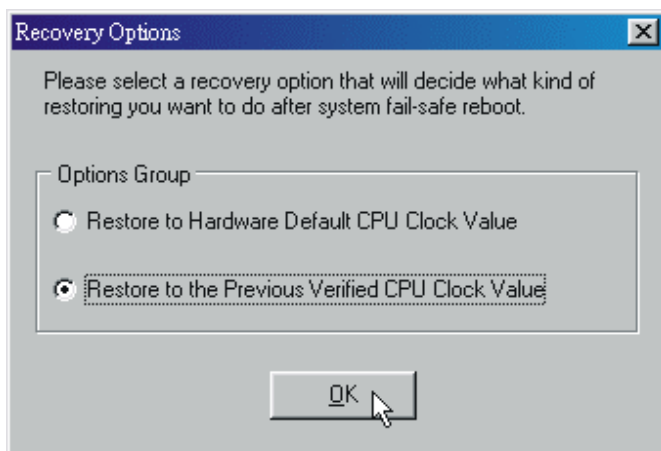 Recovery Options
Please select a recovery option that will decide what kind of
restoring you want to do after system fail-safe reboot.
Options Group
Restore to Hardware Default CPU Clock Value
Restore to the Previous Verified CPU Clock Value
OK